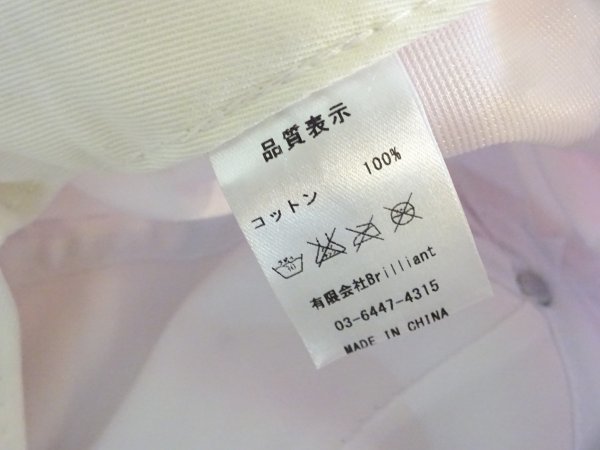 品質表示
コットン 100%
有限会社Brilliant
03-6447-4315
MADE IN CHINA